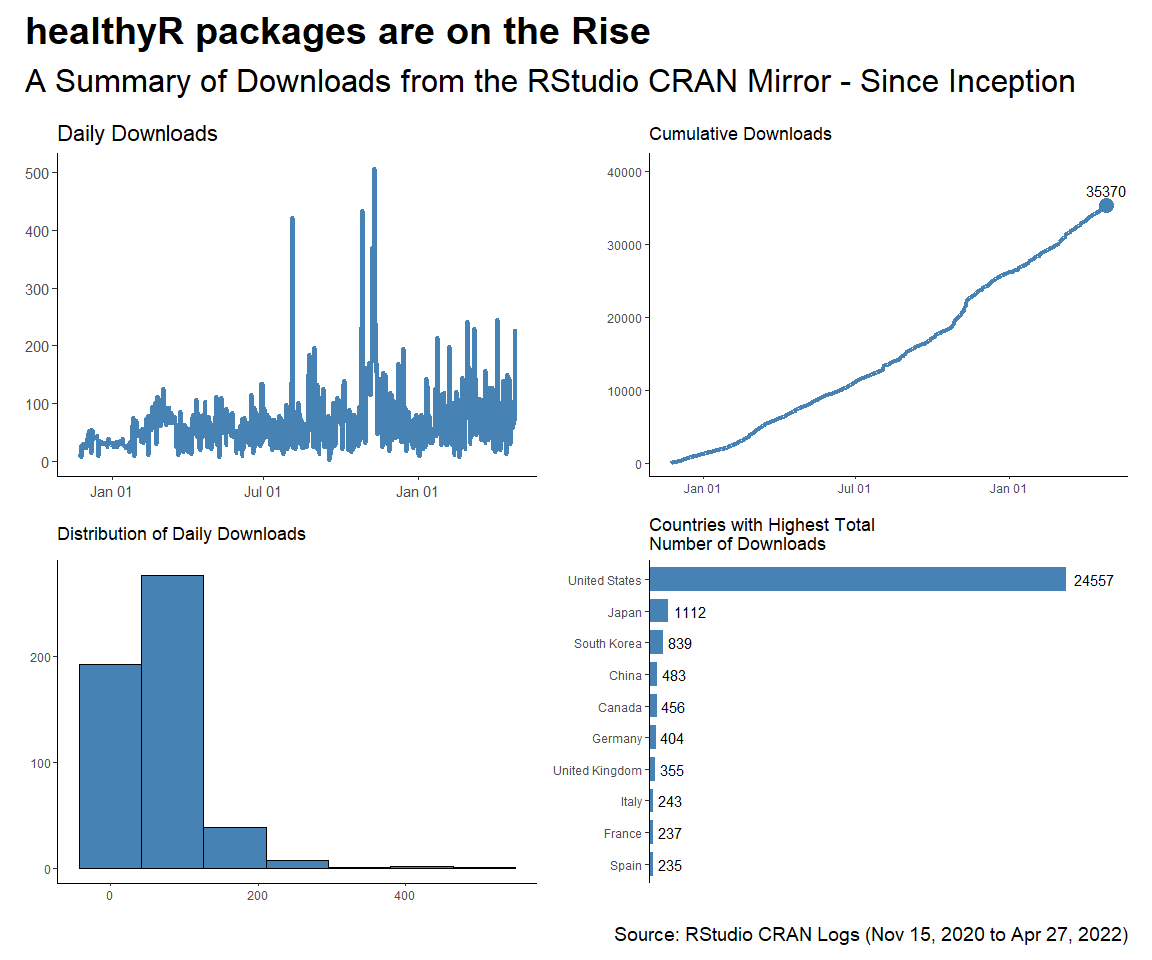 healthyR packages are on the Rise
A Summary of Downloads from the RStudio CRAN Mirror - Since Inception
Daily Downloads
500
400
300
200
100
0
Jan 01
Jul 01
Jan 01
Cumulative Downloads
40000
30000
20000
10000
0
35370
Jan 01
Jul 01
Jan 01
Distribution of Daily Downloads
200
100
0
0
200
400
Countries with Highest Total
Number of Downloads
United States 24557
Japan 1112
South Korea 839
China 483
Canada 456
Germany 404
United Kingdom 355
Italy 243
France 237
Spain 235
Source: RStudio CRAN Logs (Nov 15, 2020 to Apr 27, 2022)